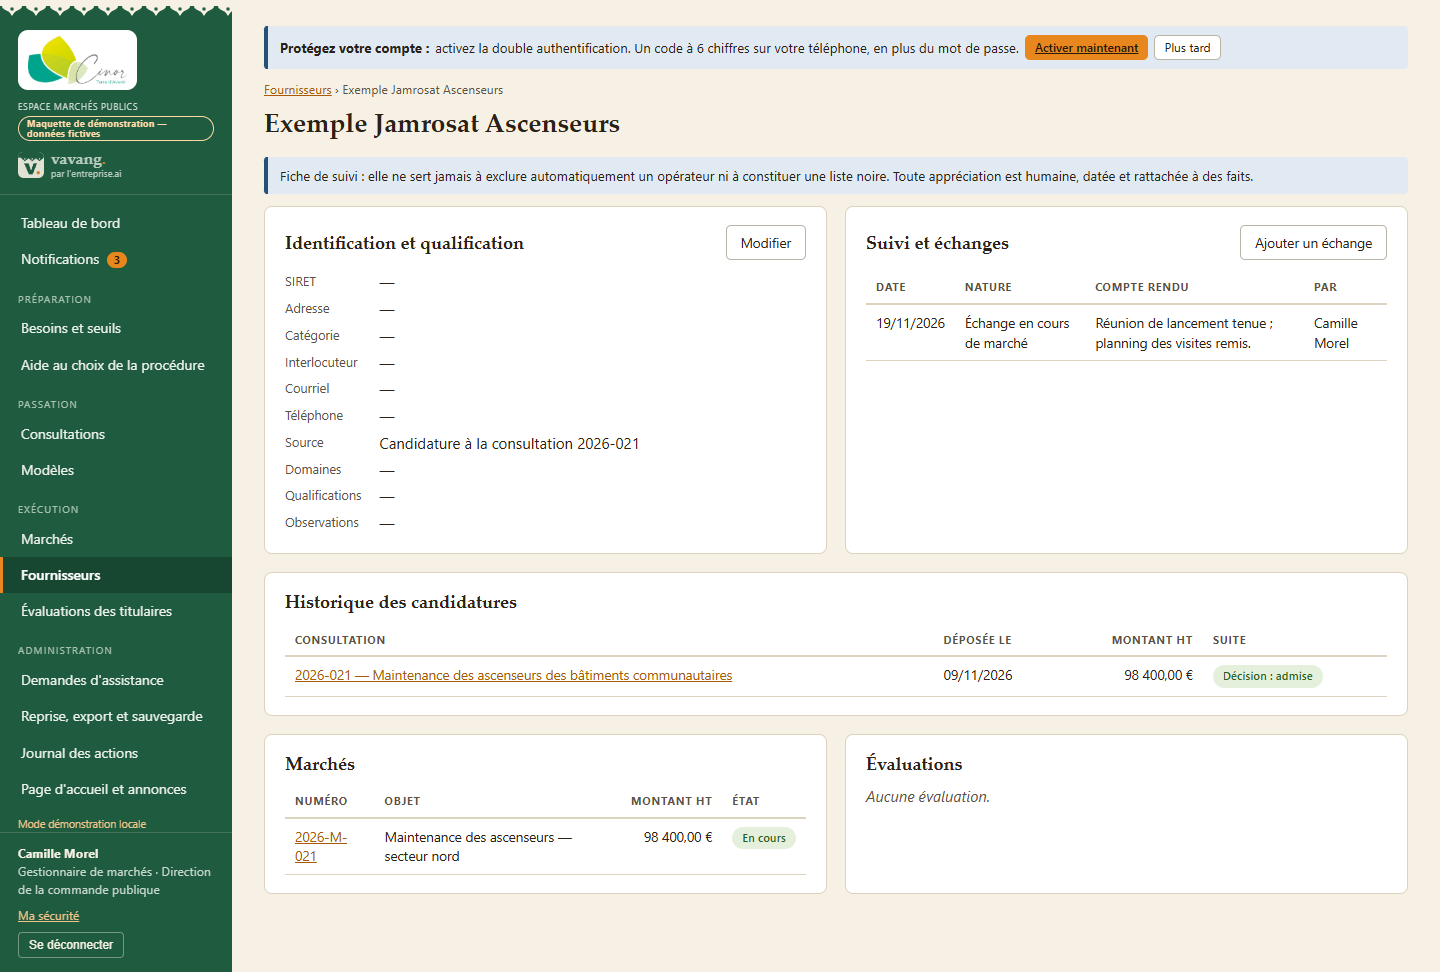 Cinor
Terre d'Avenir
ESPACE MARCHÉS PUBLICS
Maquette de démonstration —
données fictives
vavang.
par l'entreprise.ai
Tableau de bord
Notifications 3
PRÉPARATION
Besoins et seuils
Aide au choix de la procédure
PASSATION
Consultations
Modèles
EXÉCUTION
Marchés
Fournisseurs
Évaluations des titulaires
ADMINISTRATION
Demandes d'assistance
Reprise, export et sauvegarde
Journal des actions
Page d'accueil et annonces
Mode démonstration locale
Camille Morel
Gestionnaire de marchés · Direction
de la commande publique
Ma sécurité
Se déconnecter
Protégez votre compte : activez la double authentification. Un code à 6 chiffres sur votre téléphone, en plus du mot de passe. Activer maintenant Plus tard
Fournisseurs › Exemple Jamrosat Ascenseurs
Exemple Jamrosat Ascenseurs
Fiche de suivi : elle ne sert jamais à exclure automatiquement un opérateur ni à constituer une liste noire. Toute appréciation est humaine, datée et rattachée à des faits.
Identification et qualification Modifier
SIRET —
Adresse —
Catégorie —
Interlocuteur —
Courriel —
Téléphone —
Source Candidature à la consultation 2026-021
Domaines —
Qualifications —
Observations —
Suivi et échanges Ajouter un échange
DATE NATURE COMPTE RENDU PAR
19/11/2026 Échange en cours Réunion de lancement tenue ; Camille
de marché planning des visites remis. Morel
Historique des candidatures
CONSULTATION DÉPOSÉE LE MONTANT HT SUITE
2026-021 — Maintenance des ascenseurs des bâtiments communautaires 09/11/2026 98 400,00 € Décision : admise
Marchés
NUMÉRO OBJET MONTANT HT ÉTAT
2026-M- Maintenance des ascenseurs — 98 400,00 € En cours
021 secteur nord
Évaluations
Aucune évaluation.